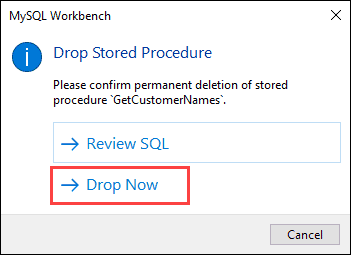 MySQL Workbench
Drop Stored Procedure
Please confirm permanent deletion of stored
procedure `GetCustomerNames`.
Review SQL
Drop Now
Cancel